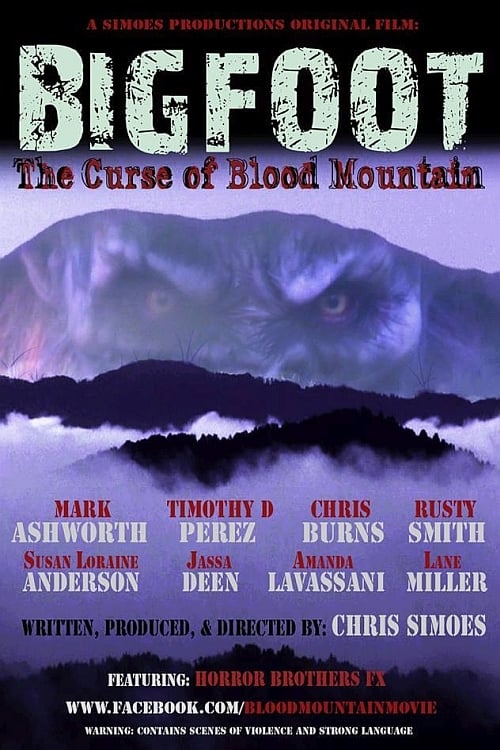 A SIMOES PRODUCTIONS ORIGINAL FILM:
BIGFOOT
The Curse of Blood Mountain
MARK ASHWORTH
TIMOTHY D PEREZ
CHRIS BURNS
RUSTY SMITH
SUSAN LORAINE ANDERSON
JASSA DEEN
AMANDA LAVASSANI
LANE MILLER
WRITTEN, PRODUCED, & DIRECTED BY: CHRIS SIMOES
FEATURING: HORROR BROTHERS FX
WWW.FACEBOOK.COM/BLOODMOUNTAINMOVIE
WARNING: CONTAINS SCENES OF VIOLENCE AND STRONG LANGUAGE